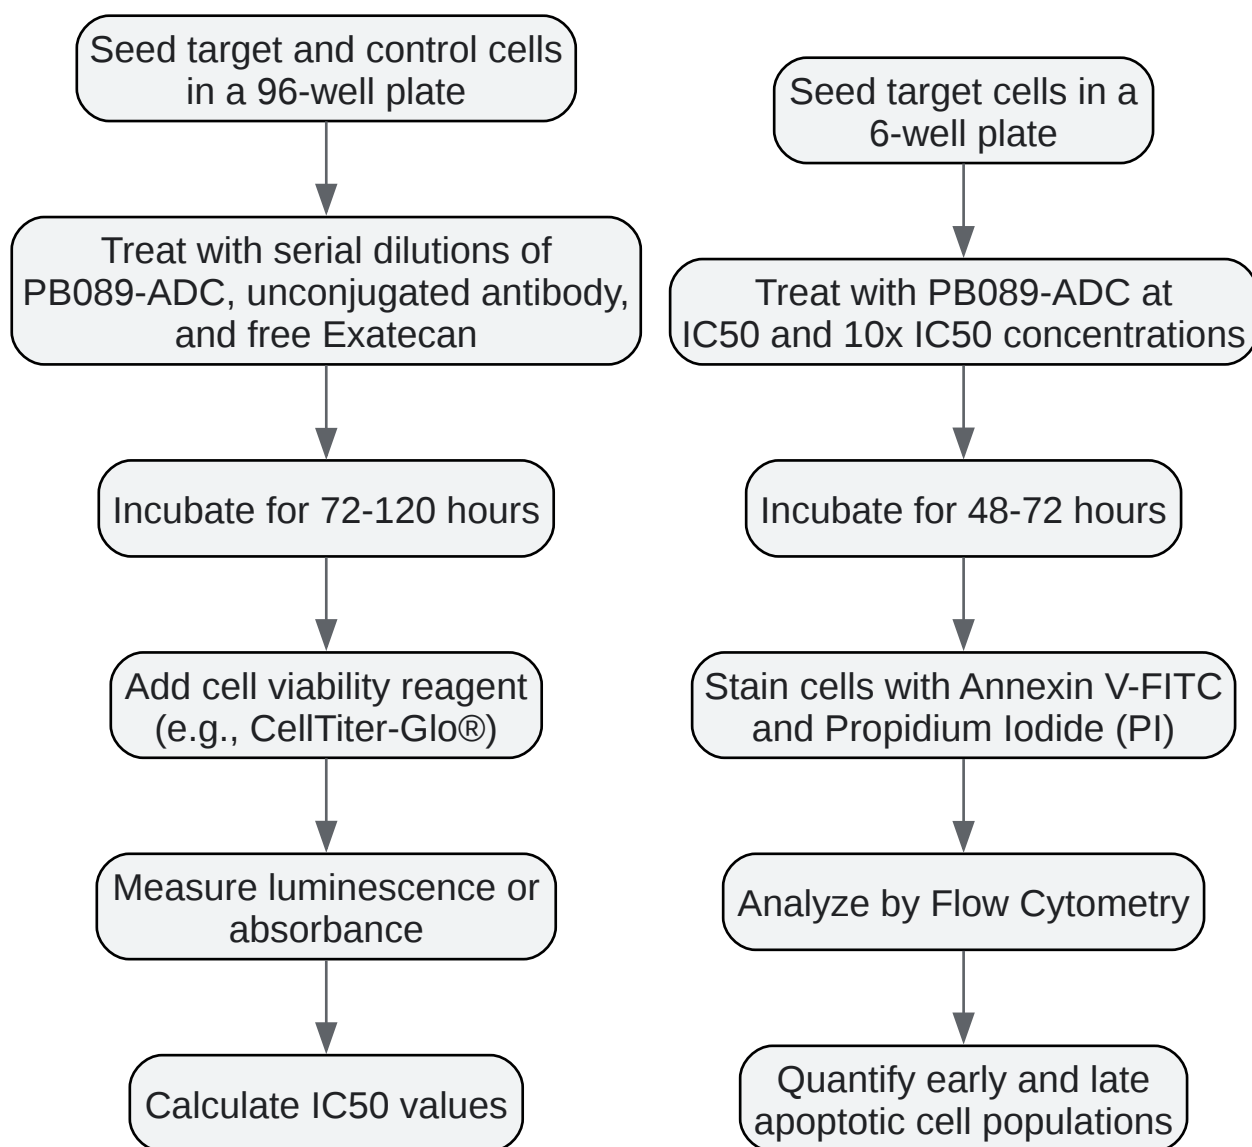 Seed target and control cells
in a 96-well plate
Treat with serial dilutions of
PB089-ADC, unconjugated antibody,
and free Exatecan
Incubate for 72-120 hours
Add cell viability reagent
(e.g., CellTiter-Glo®)
Measure luminescence or
absorbance
Calculate IC50 values
Seed target cells in a
6-well plate
Treat with PB089-ADC at
IC50 and 10x IC50 concentrations
Incubate for 48-72 hours
Stain cells with Annexin V-FITC
and Propidium Iodide (PI)
Analyze by Flow Cytometry
Quantify early and late
apoptotic cell populations